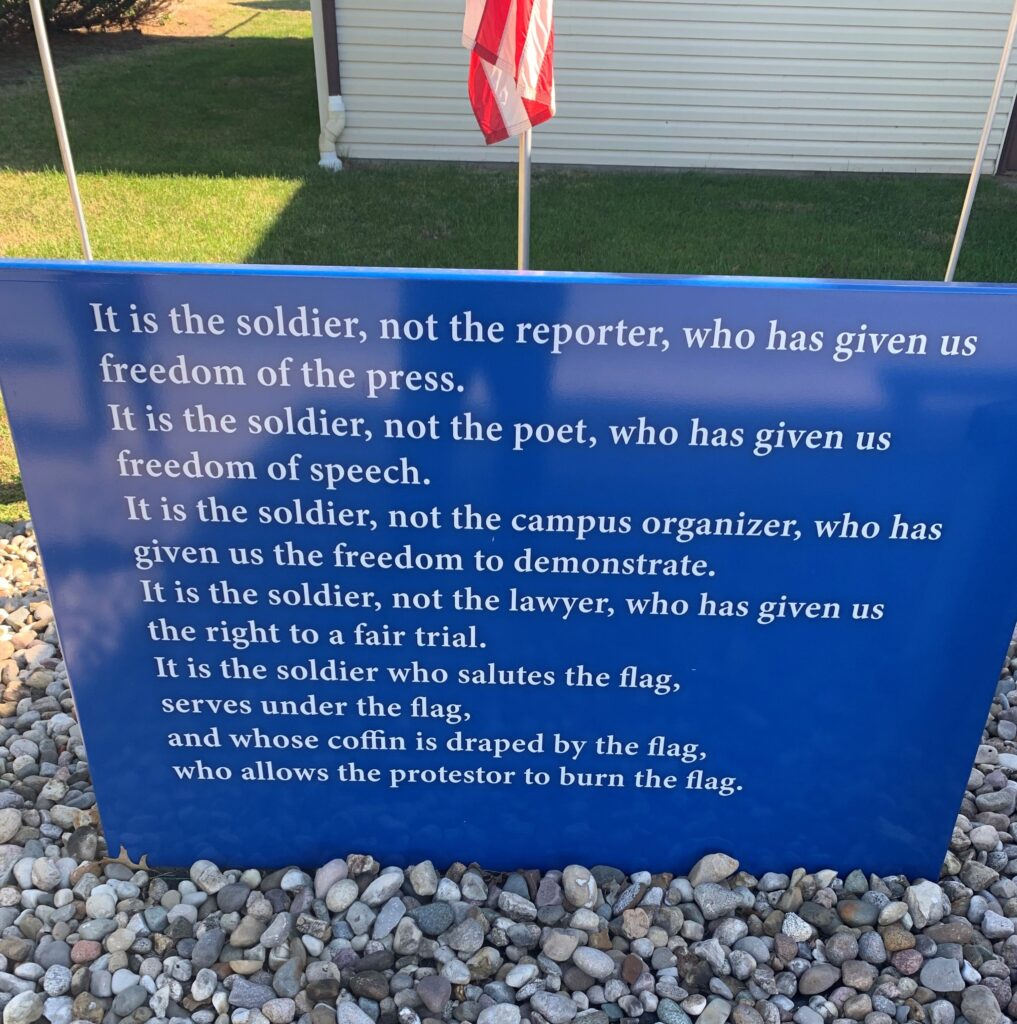 It is the soldier, not the reporter, who has given us
freedom of the press.
It is the soldier, not the poet, who has given us
freedom of speech.
It is the soldier, not the campus organizer, who has
given us the freedom to demonstrate.
It is the soldier, not the lawyer, who has given us
the right to a fair trial.
It is the soldier who salutes the flag,
serves under the flag,
and whose coffin is draped by the flag,
who allows the protestor to burn the flag.